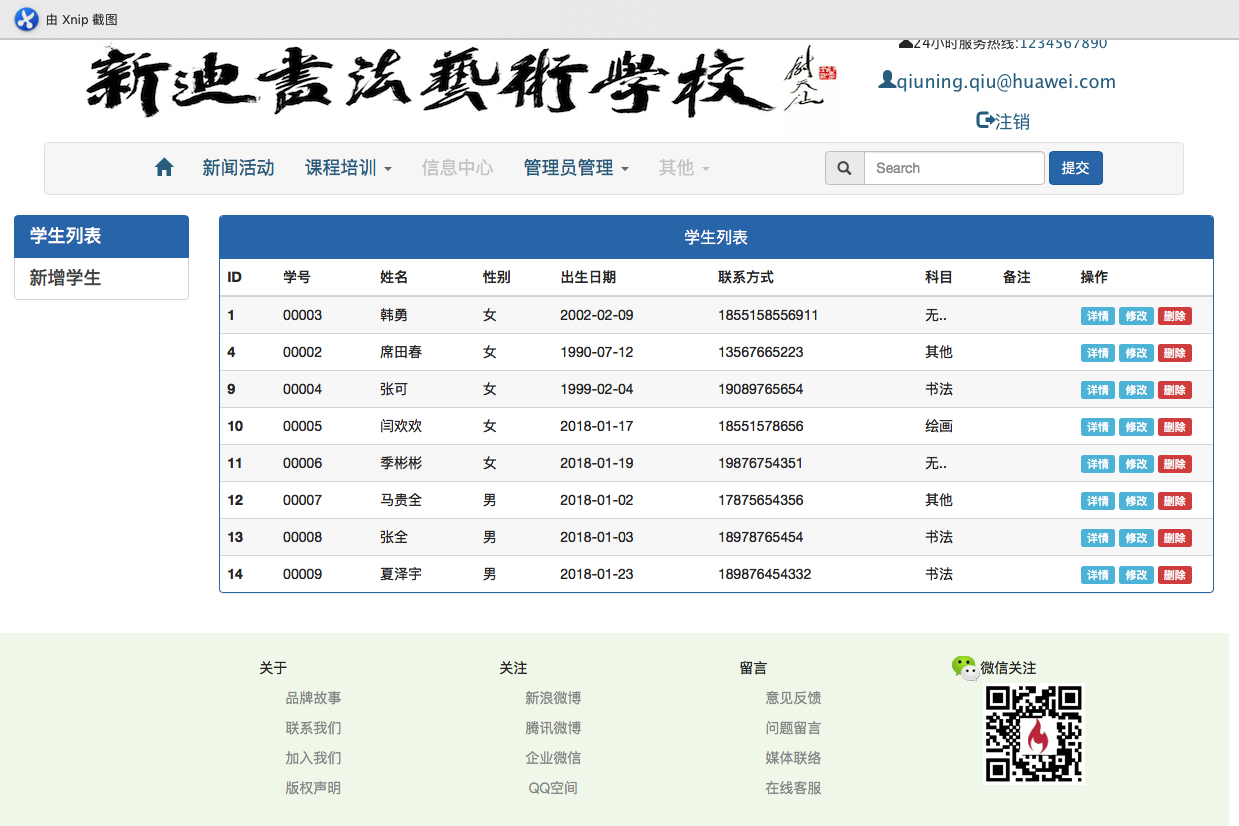 由 Xnip 截图
新迪書法藝術學校
24小时服务热线:1234567890
qiuning.qiu@huawei.com
注销
新闻活动 课程培训 信息中心 管理员管理 其他 Search 提交
学生列表
新增学生
学生列表
ID 学号 姓名 性别 出生日期 联系方式 科目 备注 操作
1 00003 韩勇 女 2002-02-09 1855158556911 无.. 详情 修改 删除
4 00002 席田春 女 1990-07-12 13567665223 其他 详情 修改 删除
9 00004 张可 女 1999-02-04 19089765654 书法 详情 修改 删除
10 00005 闫欢欢 女 2018-01-17 18551578656 绘画 详情 修改 删除
11 00006 季彬彬 女 2018-01-19 19876754351 无.. 详情 修改 删除
12 00007 马贵全 男 2018-01-02 17875654356 其他 详情 修改 删除
13 00008 张全 男 2018-01-03 18978765454 书法 详情 修改 删除
14 00009 夏泽宇 男 2018-01-23 189876454332 书法 详情 修改 删除
关于 关注 留言 微信关注
品牌故事 新浪微博 意见反馈
联系我们 腾讯微博 问题留言
加入我们 企业微信 媒体联络
版权声明 QQ空间 在线客服